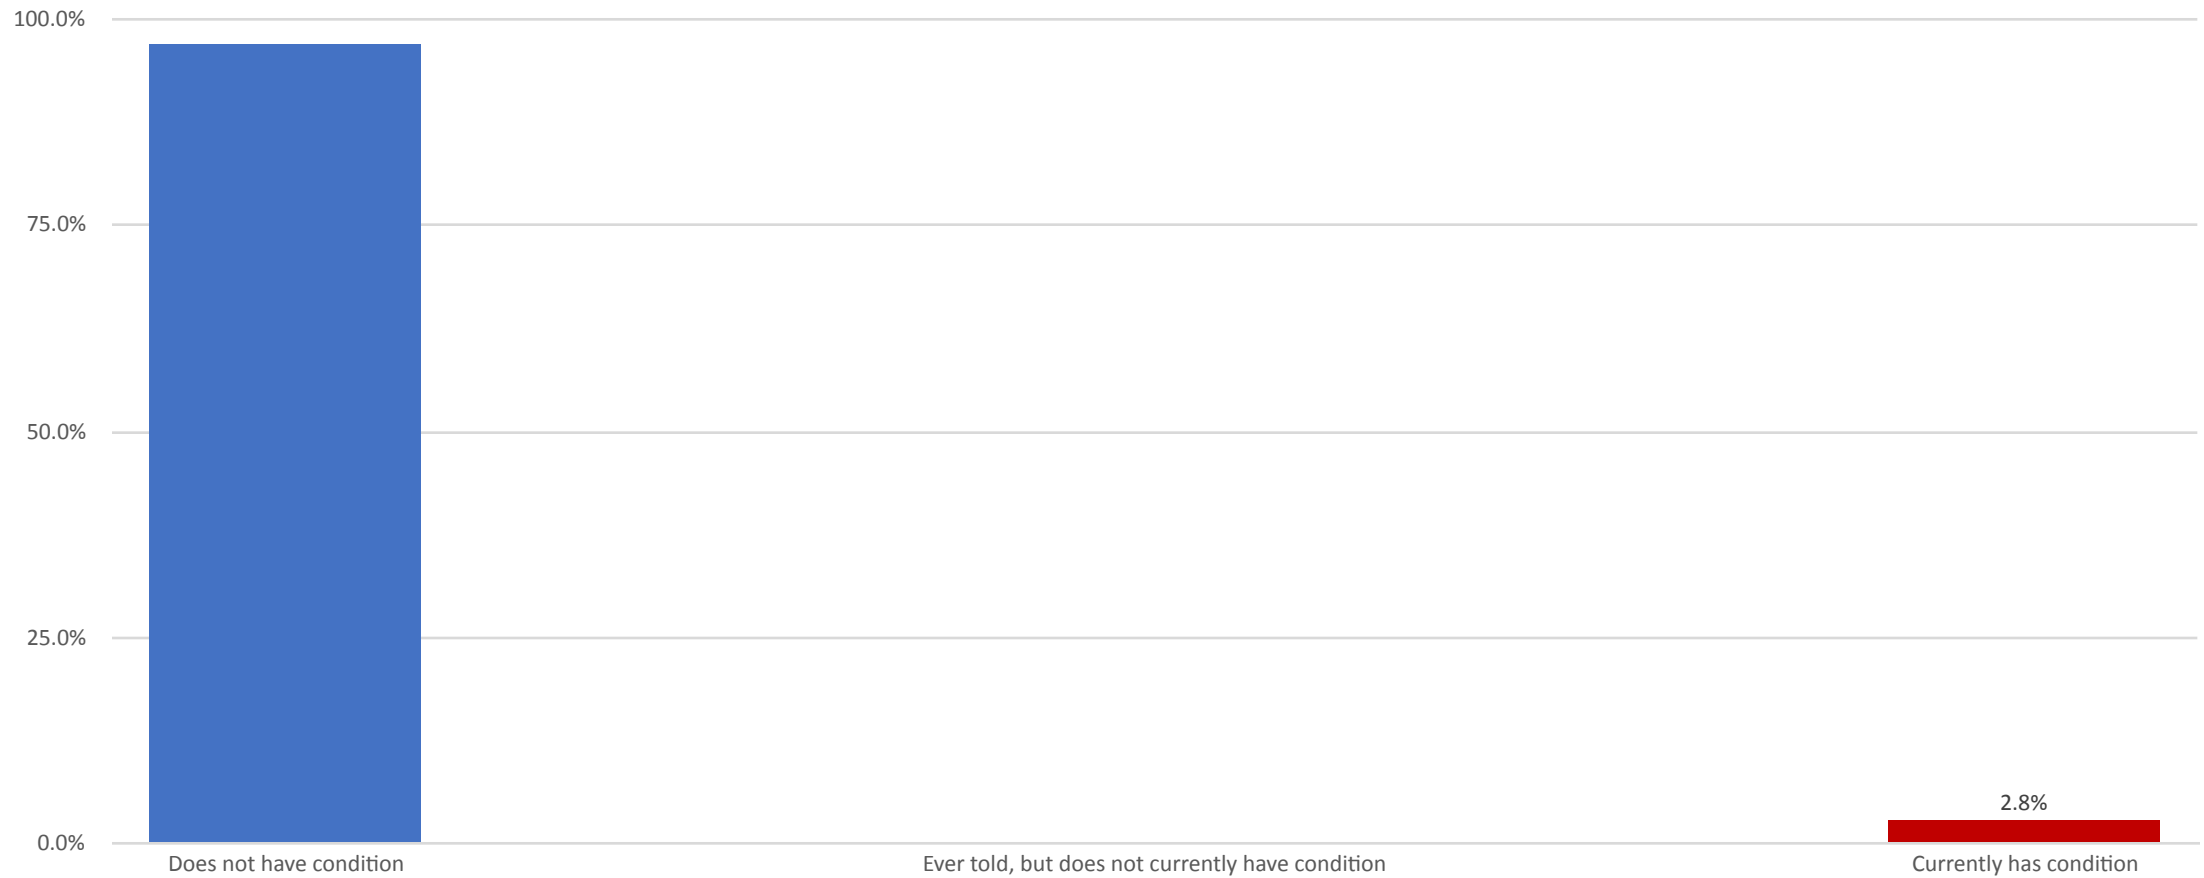 100.0%
75.0%
50.0%
25.0%
2.8%
0.0%
Does not have condition
Ever told, but does not currently have condition
Currently has condition